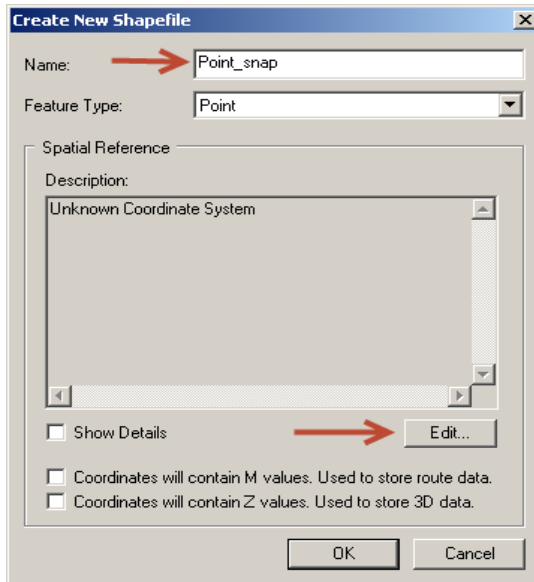 Create New Shapefile
Name: Point_snap
Feature Type: Point
Spatial Reference
Description:
Unknown Coordinate System
Show Details
Edit...
Coordinates will contain M values. Used to store route data.
Coordinates will contain Z values. Used to store 3D data.
OK Cancel